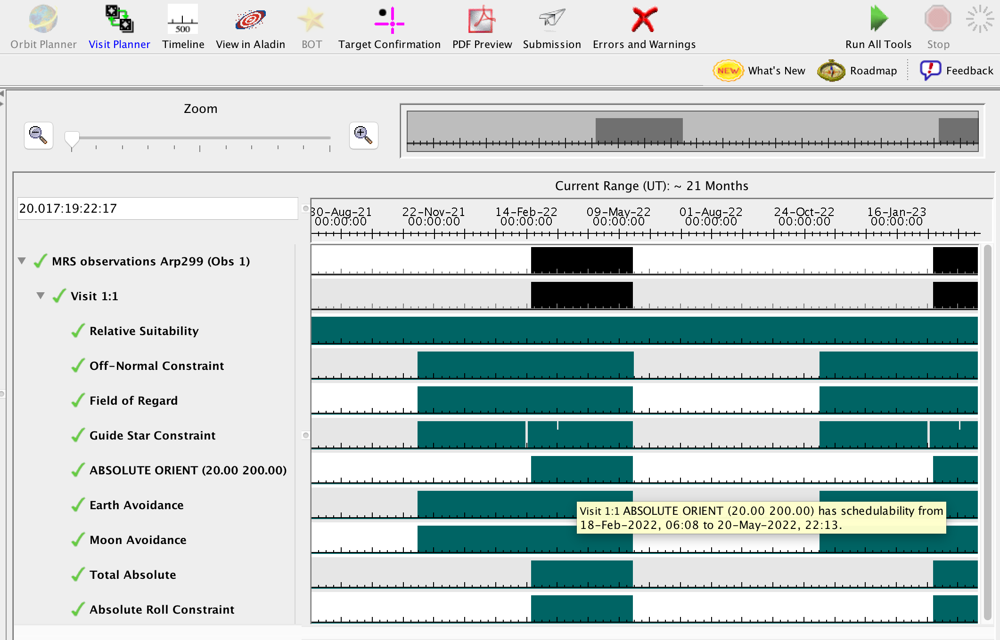 500
Orbit Planner Visit Planner Timeline View in Aladin BOT Target Confirmation PDF Preview Submission Errors and Warnings Run All Tools Stop
NEW What's New Roadmap Feedback
Zoom
Current Range (UT): ~ 21 Months
20.017:19:22:17
30-Aug-21 22-Nov-21 14-Feb-22 09-May-22 01-Aug-22 24-Oct-22 16-Jan-23
00:00:00 00:00:00 00:00:00 00:00:00 00:00:00 00:00:00 00:00:00
MRS observations Arp299 (Obs 1)
Visit 1:1
Relative Suitability
Off-Normal Constraint
Field of Regard
Guide Star Constraint
ABSOLUTE ORIENT (20.00 200.00)
Earth Avoidance
Visit 1:1 ABSOLUTE ORIENT (20.00 200.00) has schedulability from
18-Feb-2022, 06:08 to 20-May-2022, 22:13.
Moon Avoidance
Total Absolute
Absolute Roll Constraint